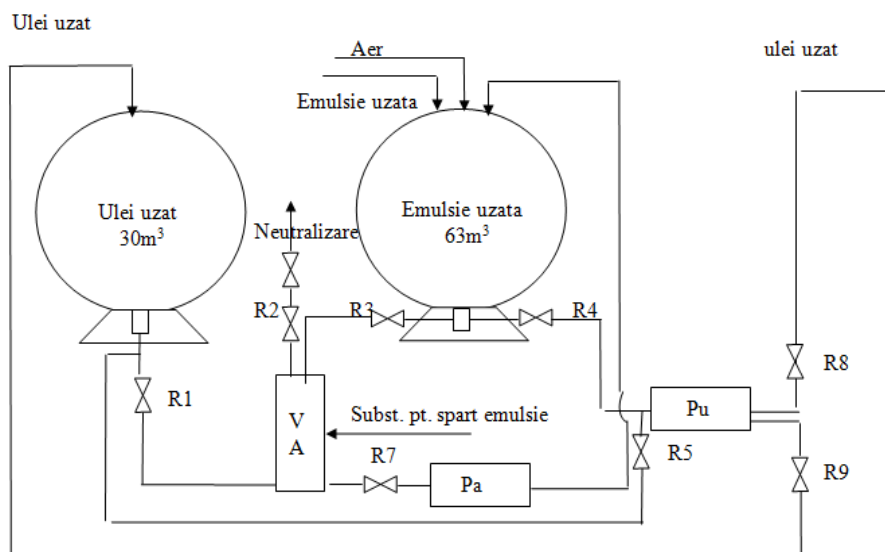 Ulei uzat
Aer
ulei uzat
Emulsie uzata
Ulei uzat
30m³
Emulsie uzata
63m³
Neutralizare
R2
R3
R4
R1
R8
V
A
Subst. pt. spart emulsie
Pu
R5
R7
Pa
R9